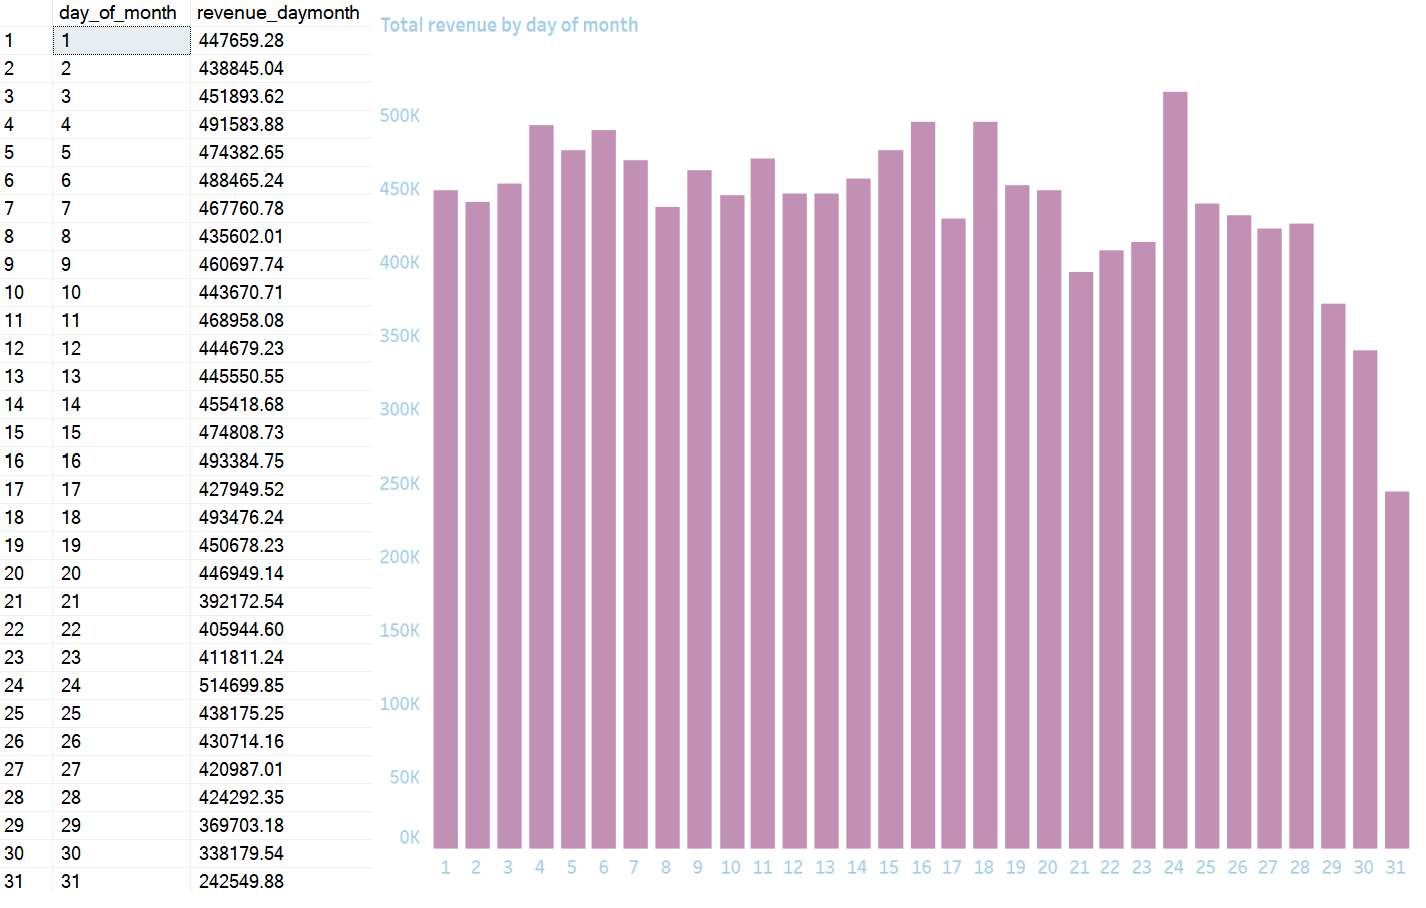 day_of_month revenue_daymonth
1 1 447659.28
2 2 438845.04
3 3 451893.62
4 4 491583.88
5 5 474382.65
6 6 488465.24
7 7 467760.78
8 8 435602.01
9 9 460697.74
10 10 443670.71
11 11 468958.08
12 12 444679.23
13 13 445550.55
14 14 455418.68
15 15 474808.73
16 16 493384.75
17 17 427949.52
18 18 493476.24
19 19 450678.23
20 20 446949.14
21 21 392172.54
22 22 405944.60
23 23 411811.24
24 24 514699.85
25 25 438175.25
26 26 430714.16
27 27 420987.01
28 28 424292.35
29 29 369703.18
30 30 338179.54
31 31 242549.88
Total revenue by day of month
500K
450K
400K
350K
300K
250K
200K
150K
100K
50K
0K
1 2 3 4 5 6 7 8 9 10 11 12 13 14 15 16 17 18 19 20 21 22 23 24 25 26 27 28 29 30 31